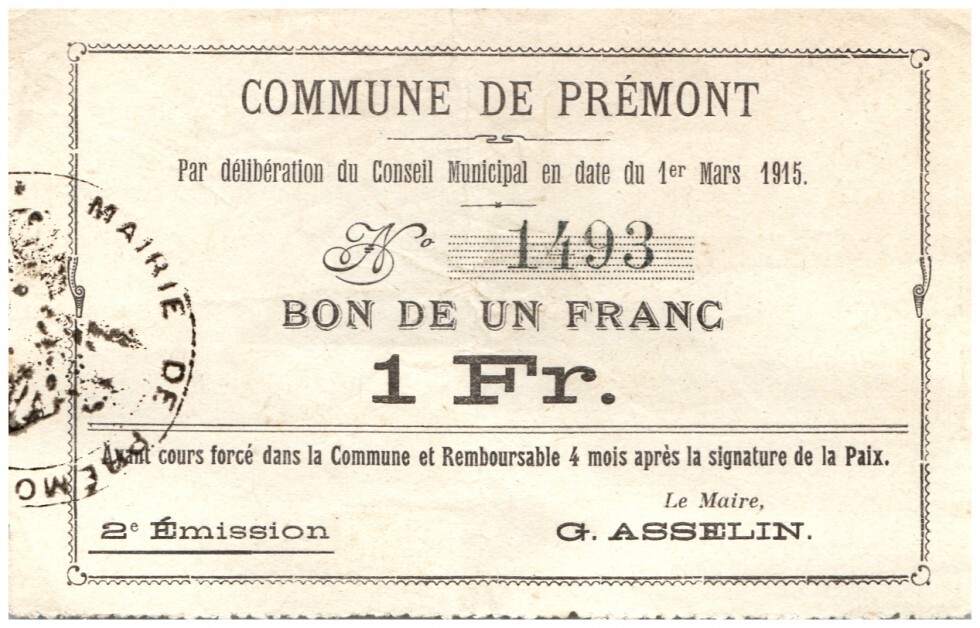 COMMUNE DE PRÉMONT
Par délibération du Conseil Municipal en date du 1er Mars 1915.
No 1493
BON DE UN FRANC
1 Fr.
Ayant cours forcé dans la Commune et Remboursable 4 mois après la signature de la Paix.
Le Maire,
2e Émission
G. ASSELIN.
MAIRIE DE